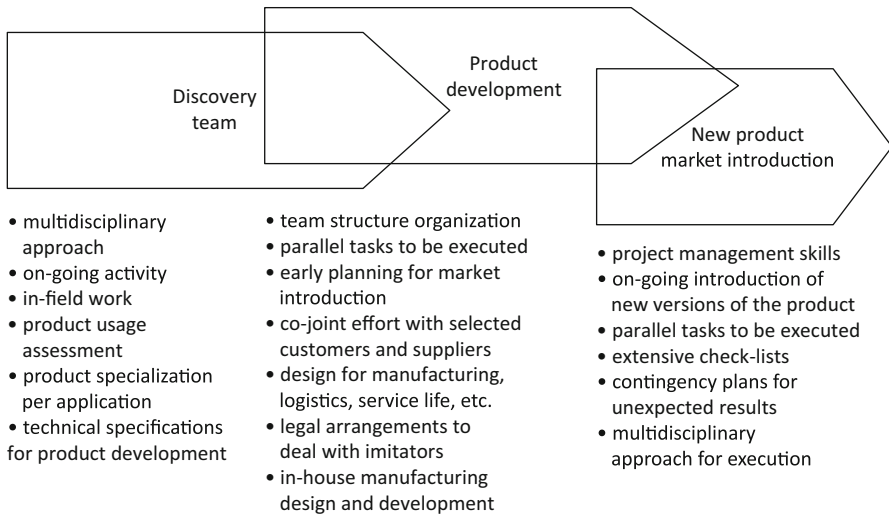 Discovery
team
Product
development
New product
market introduction
• multidisciplinary
approach
• on-going activity
• in-field work
• product usage
assessment
• product specialization
per application
• technical specifications
for product development
• team structure organization
• parallel tasks to be executed
• early planning for market
introduction
• co-joint effort with selected
customers and suppliers
• design for manufacturing,
logistics, service life, etc.
• legal arrangements to
deal with imitators
• in-house manufacturing
design and development
• project management skills
• on-going introduction of
new versions of the product
• parallel tasks to be executed
• extensive check-lists
• contingency plans for
unexpected results
• multidisciplinary
approach for execution